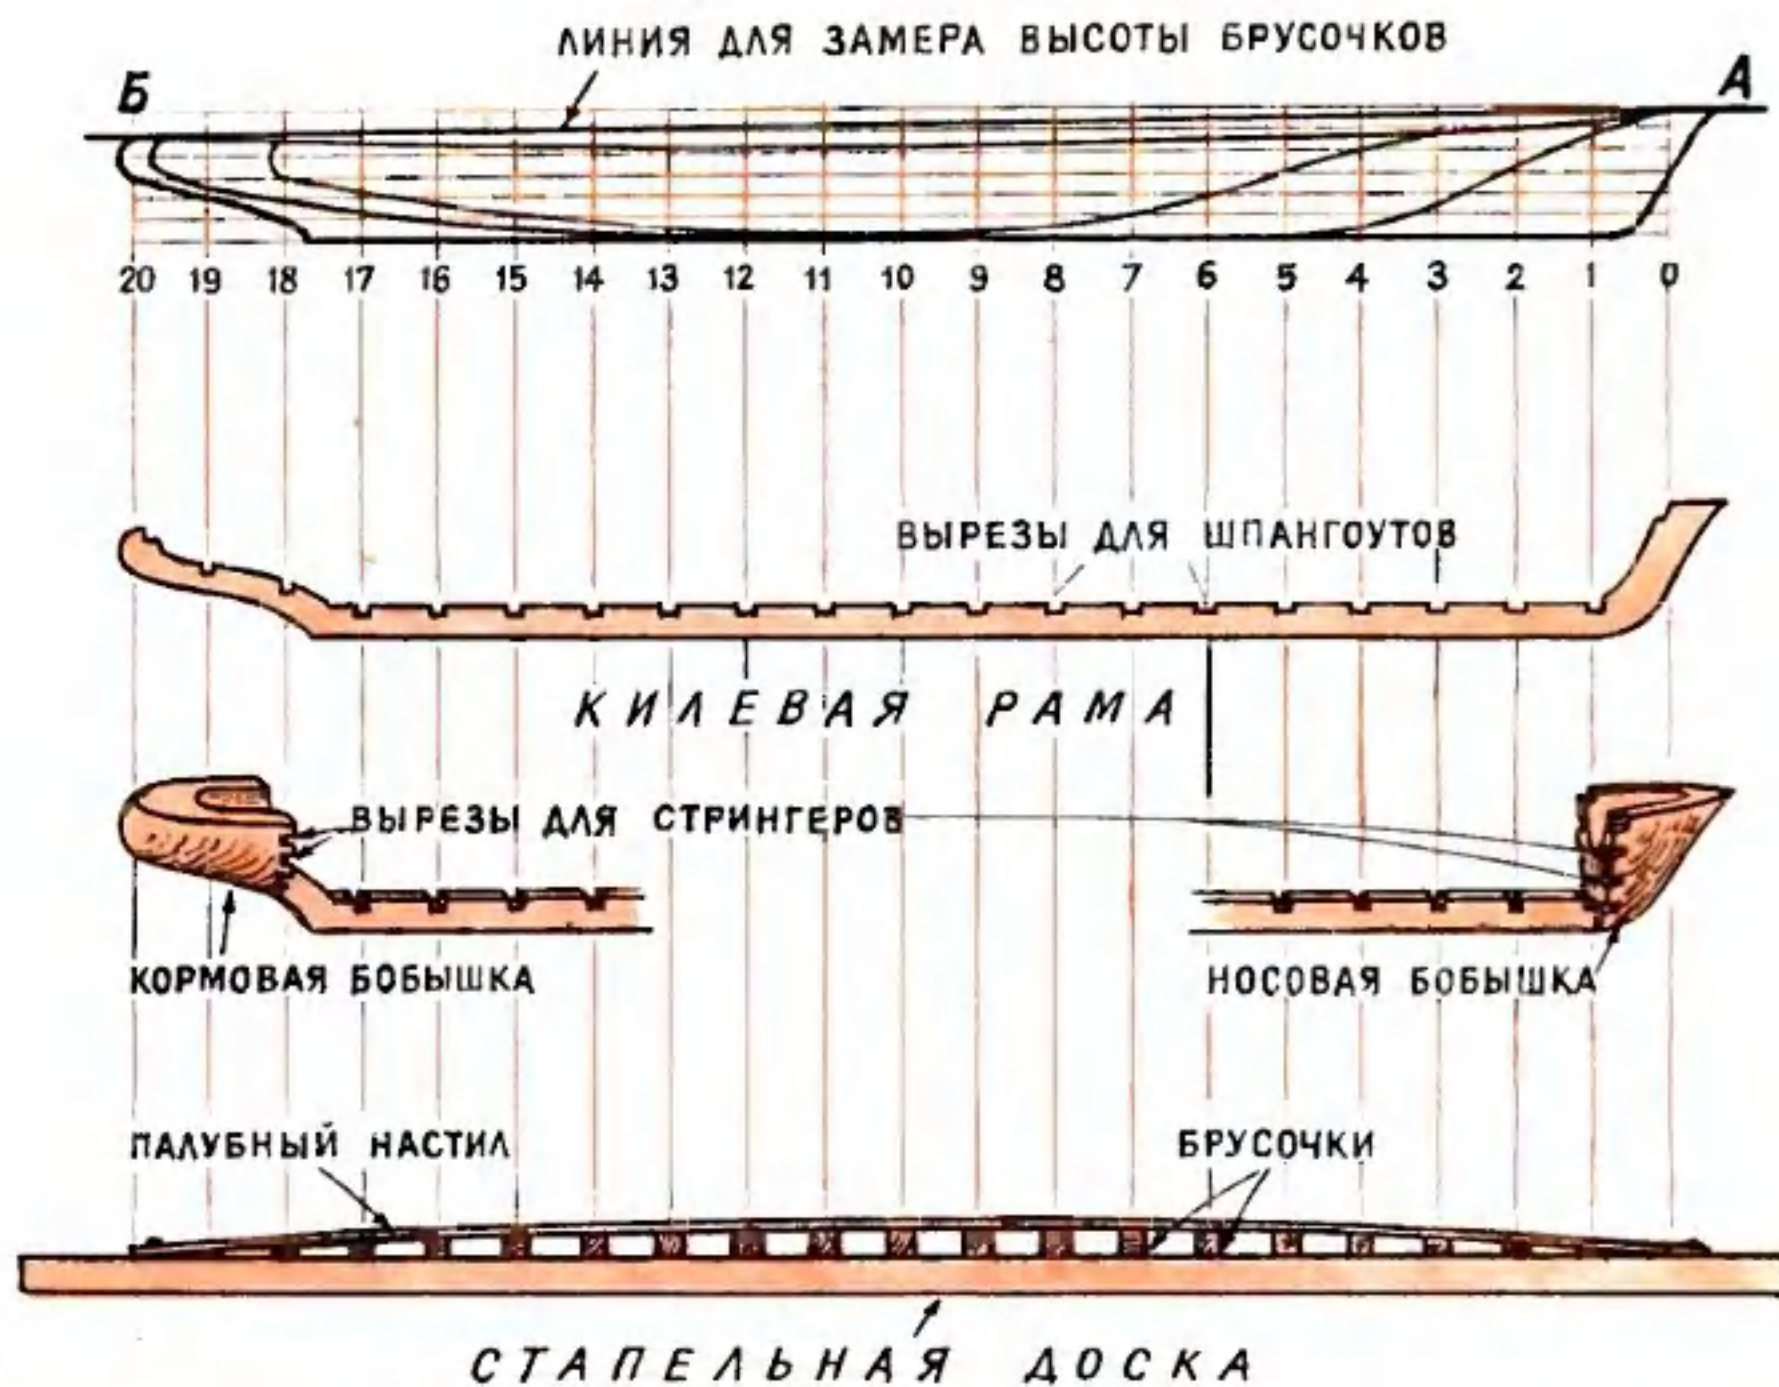 ЛИНИЯ ДЛЯ ЗАМЕРА ВЫСОТЫ БРУСОЧКОВ
Б А
20 19 18 17 16 15 14 13 12 11 10 9 8 7 6 5 4 3 2 1 0
ВЫРЕЗЫ ДЛЯ ШПАНГОУТОВ
КИЛЕВАЯ РАМА
ВЫРЕЗЫ ДЛЯ СТРИНГЕРОВ
КОРМОВАЯ БОБЫШКА НОСОВАЯ БОБЫШКА
ПАЛУБНЫЙ НАСТИЛ БРУСОЧКИ
СТАПЕЛЬНАЯ ДОСКА